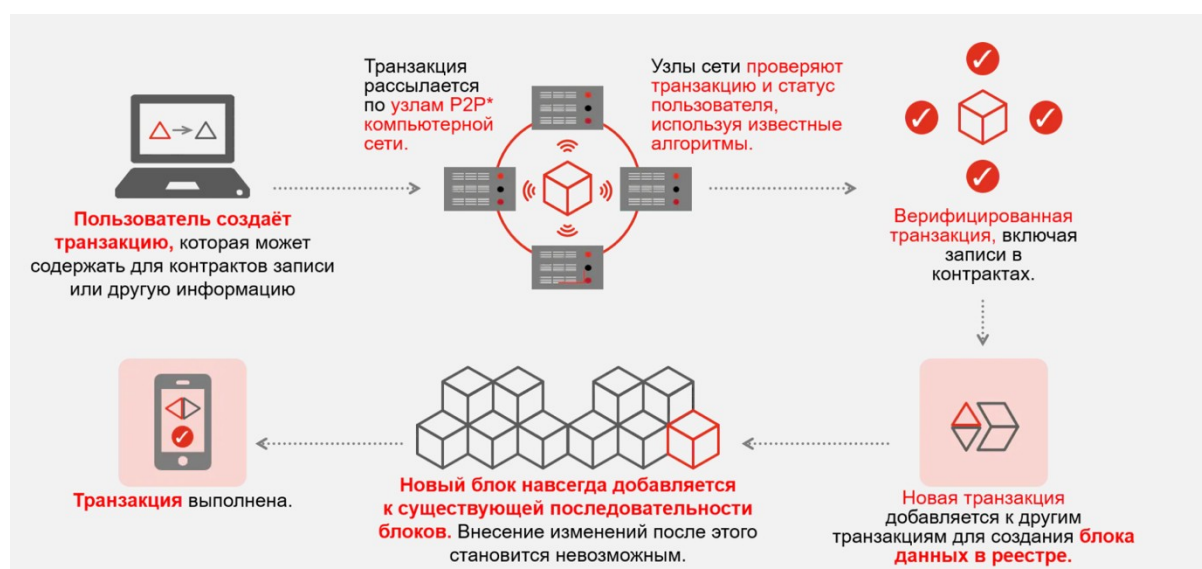 Транзакция
рассылается
по узлам P2P*
компьютерной
сети.
Узлы сети проверяют
транзакцию и статус
пользователя,
используя известные
алгоритмы.
Пользователь создаёт
транзакцию, которая может
содержать для контрактов записи
или другую информацию
Верифицированная
транзакция, включая
записи в
контрактах.
Транзакция выполнена.
Новый блок навсегда добавляется
к существующей последовательности
блоков. Внесение изменений после этого
становится невозможным.
Новая транзакция
добавляется к другим
транзакциям для создания блока
данных в реестре.